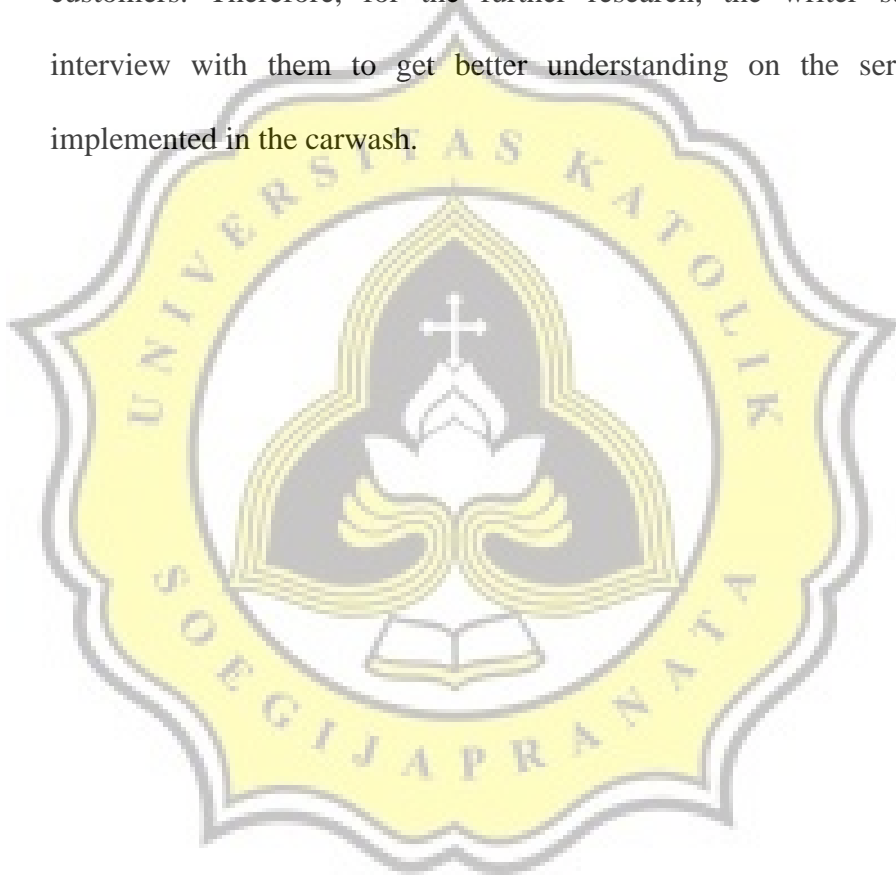 customers. Therefore, for the further research, the writer
interview with them to get better understanding on the
implemented in the carwash.
UNIVERSITAS KATOLIK
SOEGIJAPRANATA